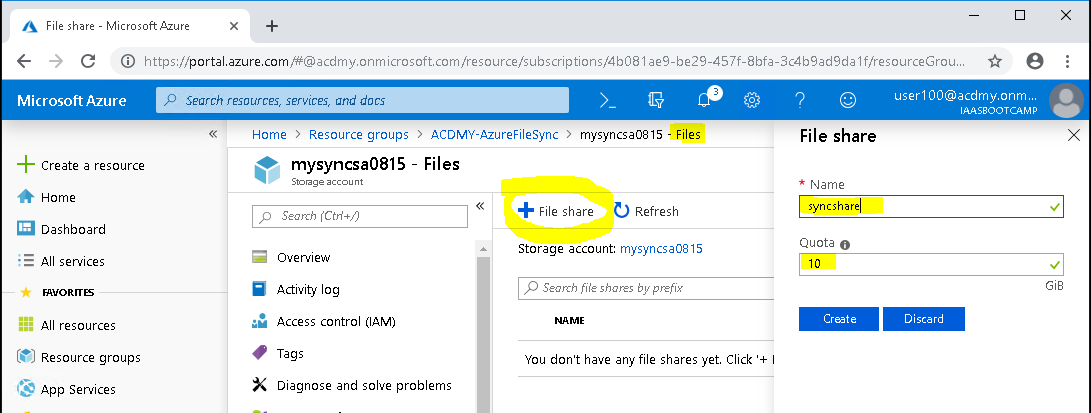 File share - Microsoft Azure
https://portal.azure.com/#@acdmy.onmicrosoft.com/resource/subscriptions/4b081ae9-be29-457f-8bfa-3c4b9ad9da1f/resourceGrou...
Microsoft Azure
Search resources, services, and docs
3
user100@acdmy.onm...
IAASBOOTCAMP
Create a resource
Home
Dashboard
All services
FAVORITES
All resources
Resource groups
App Services
Home > Resource groups > ACDMY-AzureFileSync > mysyncsa0815 - Files
mysyncsa0815 - Files
Storage account
Search (Ctrl+/)
Overview
Activity log
Access control (IAM)
Tags
Diagnose and solve problems
+ File share
Refresh
Storage account: mysyncsa0815
Search file shares by prefix
NAME
You don't have any file shares yet. Click '+
File share
* Name
syncshare
Quota
10
GiB
Create
Discard